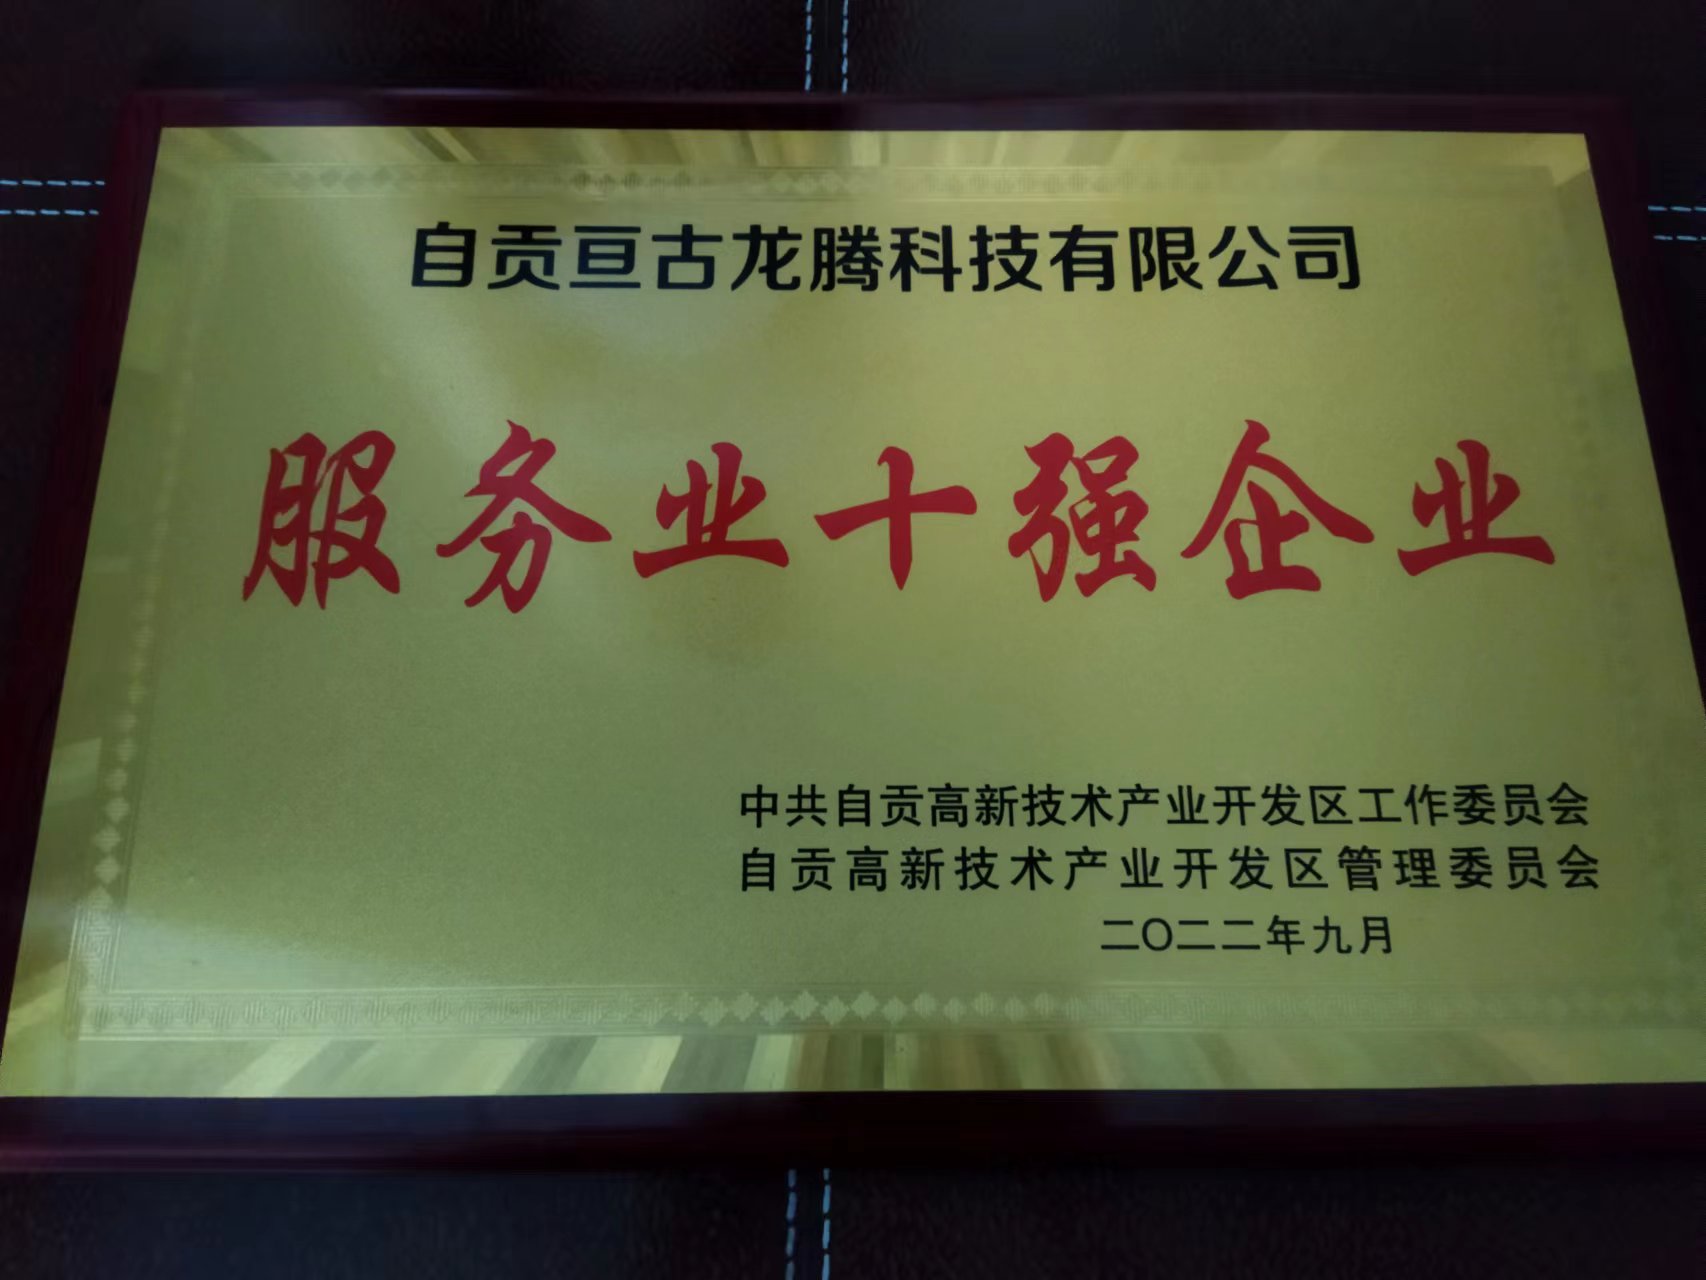 自贡亘古龙腾科技有限公司
服务业十强企业
中共自贡高新技术产业开发区工作委员会
自贡高新技术产业开发区管理委员会
二〇二二年九月